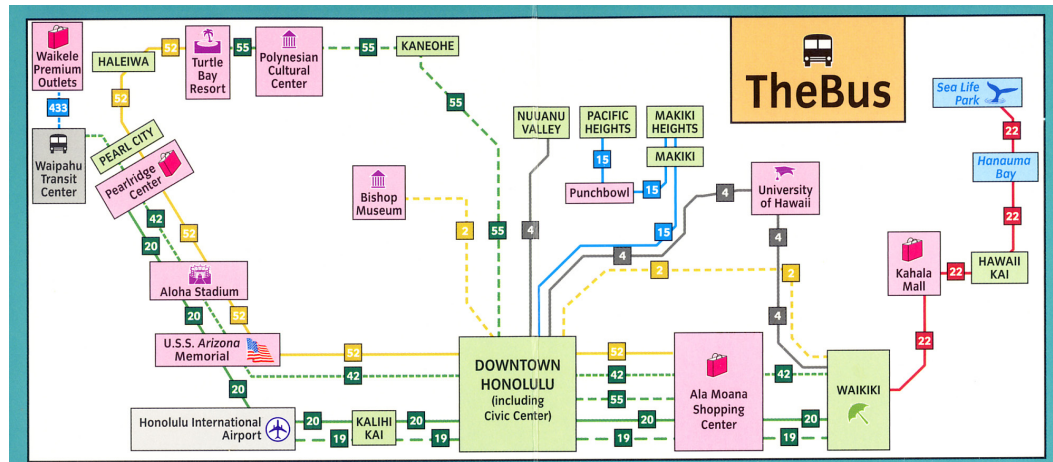 Waikele
Premium
Outlets
433
Waipahu
Transit
Center
HALEIWA
52
52
Turtle
Bay
Resort
55
Polynesian
Cultural
Center
55
KANEOHE
55
55
TheBus
PEARL CITY
Pearlridge
Center
42
52
20
Aloha Stadium
20
52
U.S.S. Arizona
Memorial
20
52
42
Honolulu International
Airport
20
19
KALIHI
KAI
20
19
Bishop
Museum
2
NUUANU
VALLEY
4
PACIFIC
HEIGHTS
15
Punchbowl
15
MAKIKI
HEIGHTS
MAKIKI
15
4
4
University
of Hawaii
4
4
2
2
DOWNTOWN
HONOLULU
(including
Civic Center)
52
42
55
20
19
Ala Moana
Shopping
Center
42
20
19
WAIKIKI
22
Kahala
Mall
22
HAWAII
KAI
22
Hanauma
Bay
22
Sea Life
Park